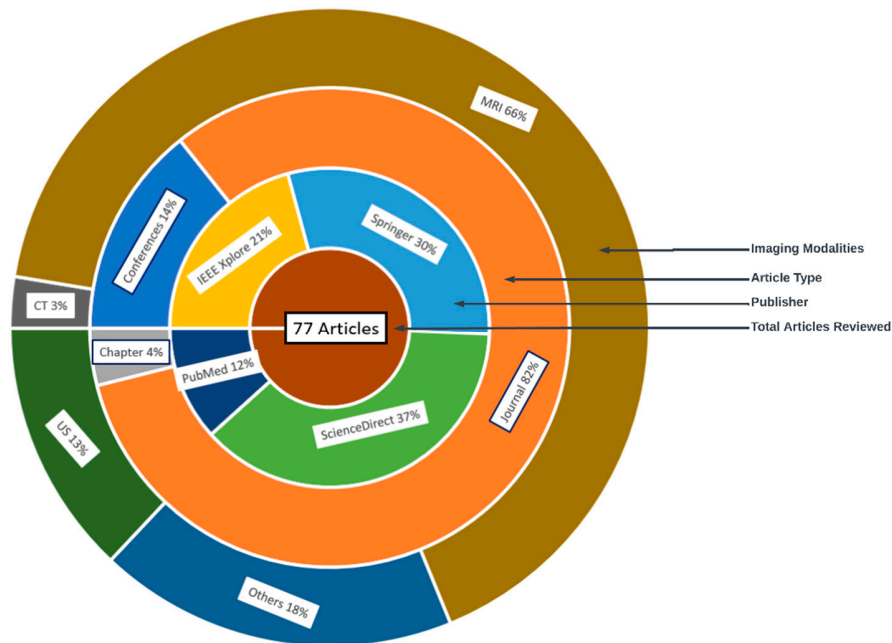 MRI 66%
Conferences 14%
IEEE Xplore 21%
Springer 30%
Imaging Modalities
Article Type
Publisher
Total Articles Reviewed
CT 3%
77 Articles
Chapter 4%
PubMed 12%
Journal 82%
ScienceDirect 37%
US 13%
Others 18%